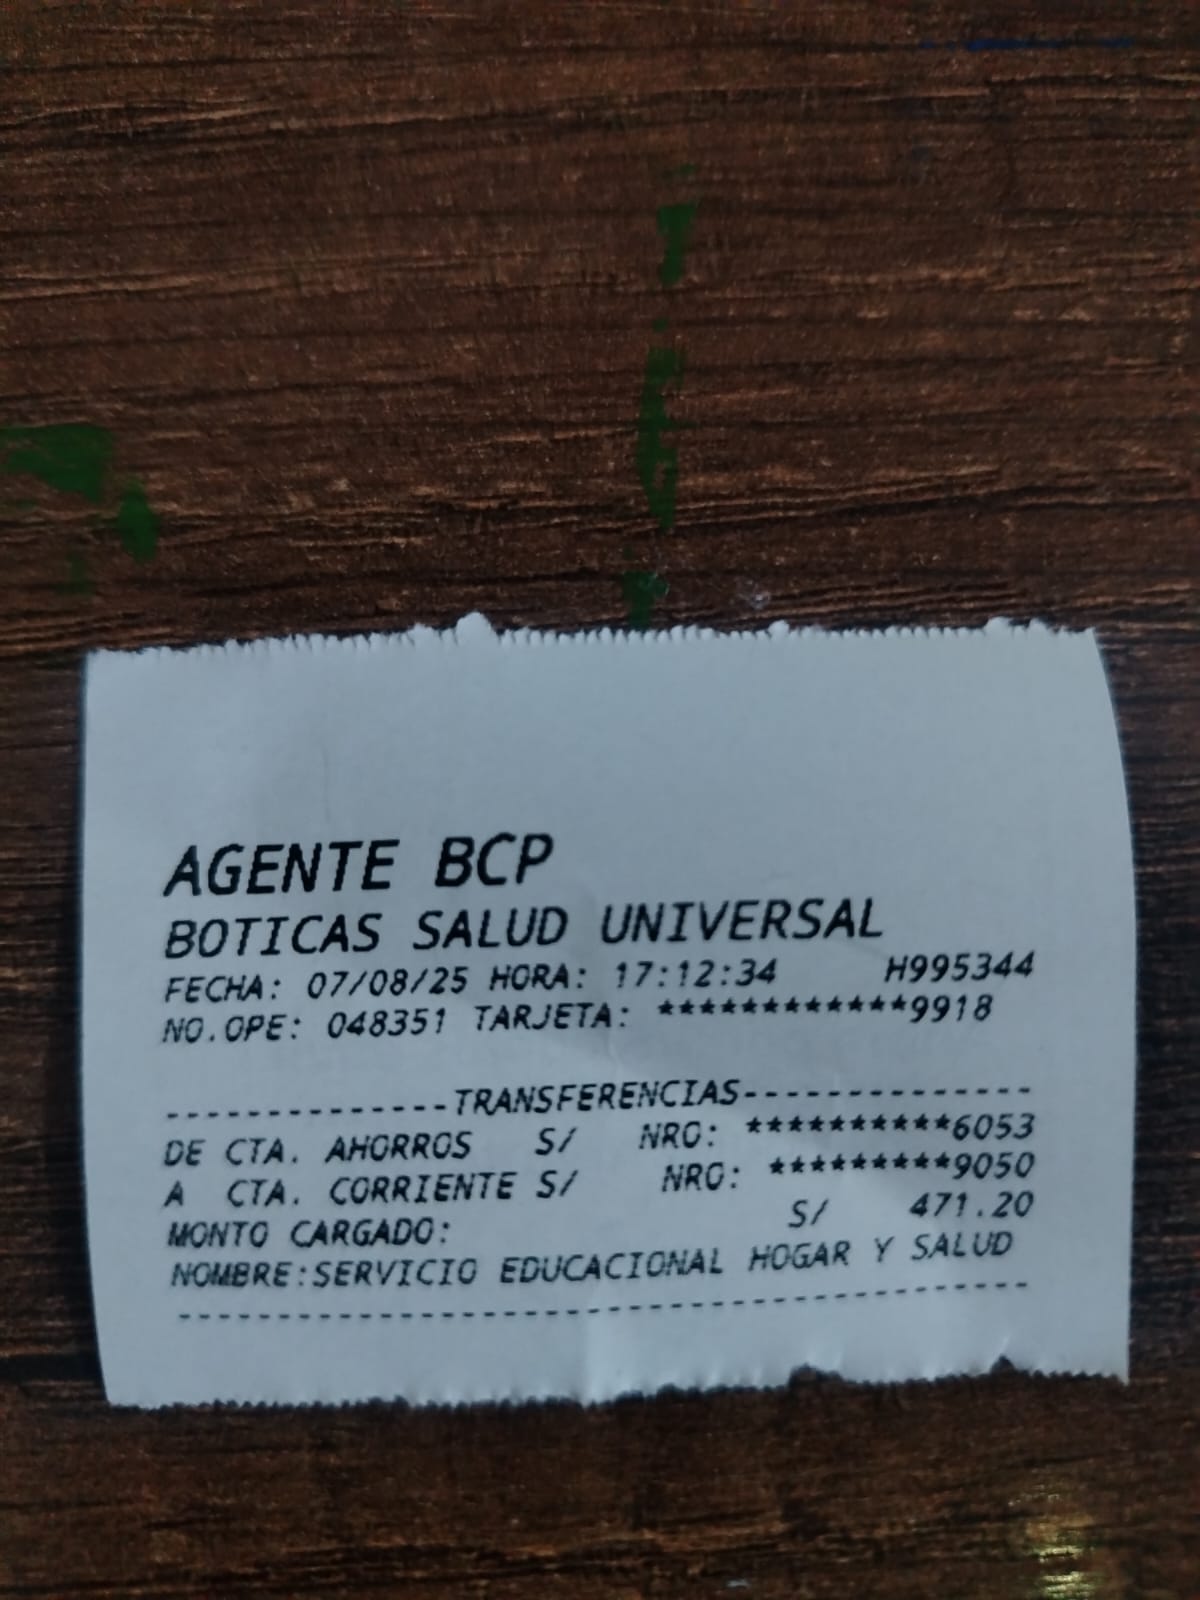 AGENTE BCP
BOTICAS SALUD UNIVERSAL
FECHA: 07/08/25 HORA: 17:12:34 H995344
NO.OPE: 048351 TARJETA: ************9918
--------------TRANSFERENCIAS--------------
DE CTA. AHORROS S/ NRO: **********6053
A CTA. CORRIENTE S/ NRO: *********9050
MONTO CARGADO: S/ 471.20
NOMBRE:SERVICIO EDUCACIONAL HOGAR Y SALUD
------------------------------------------